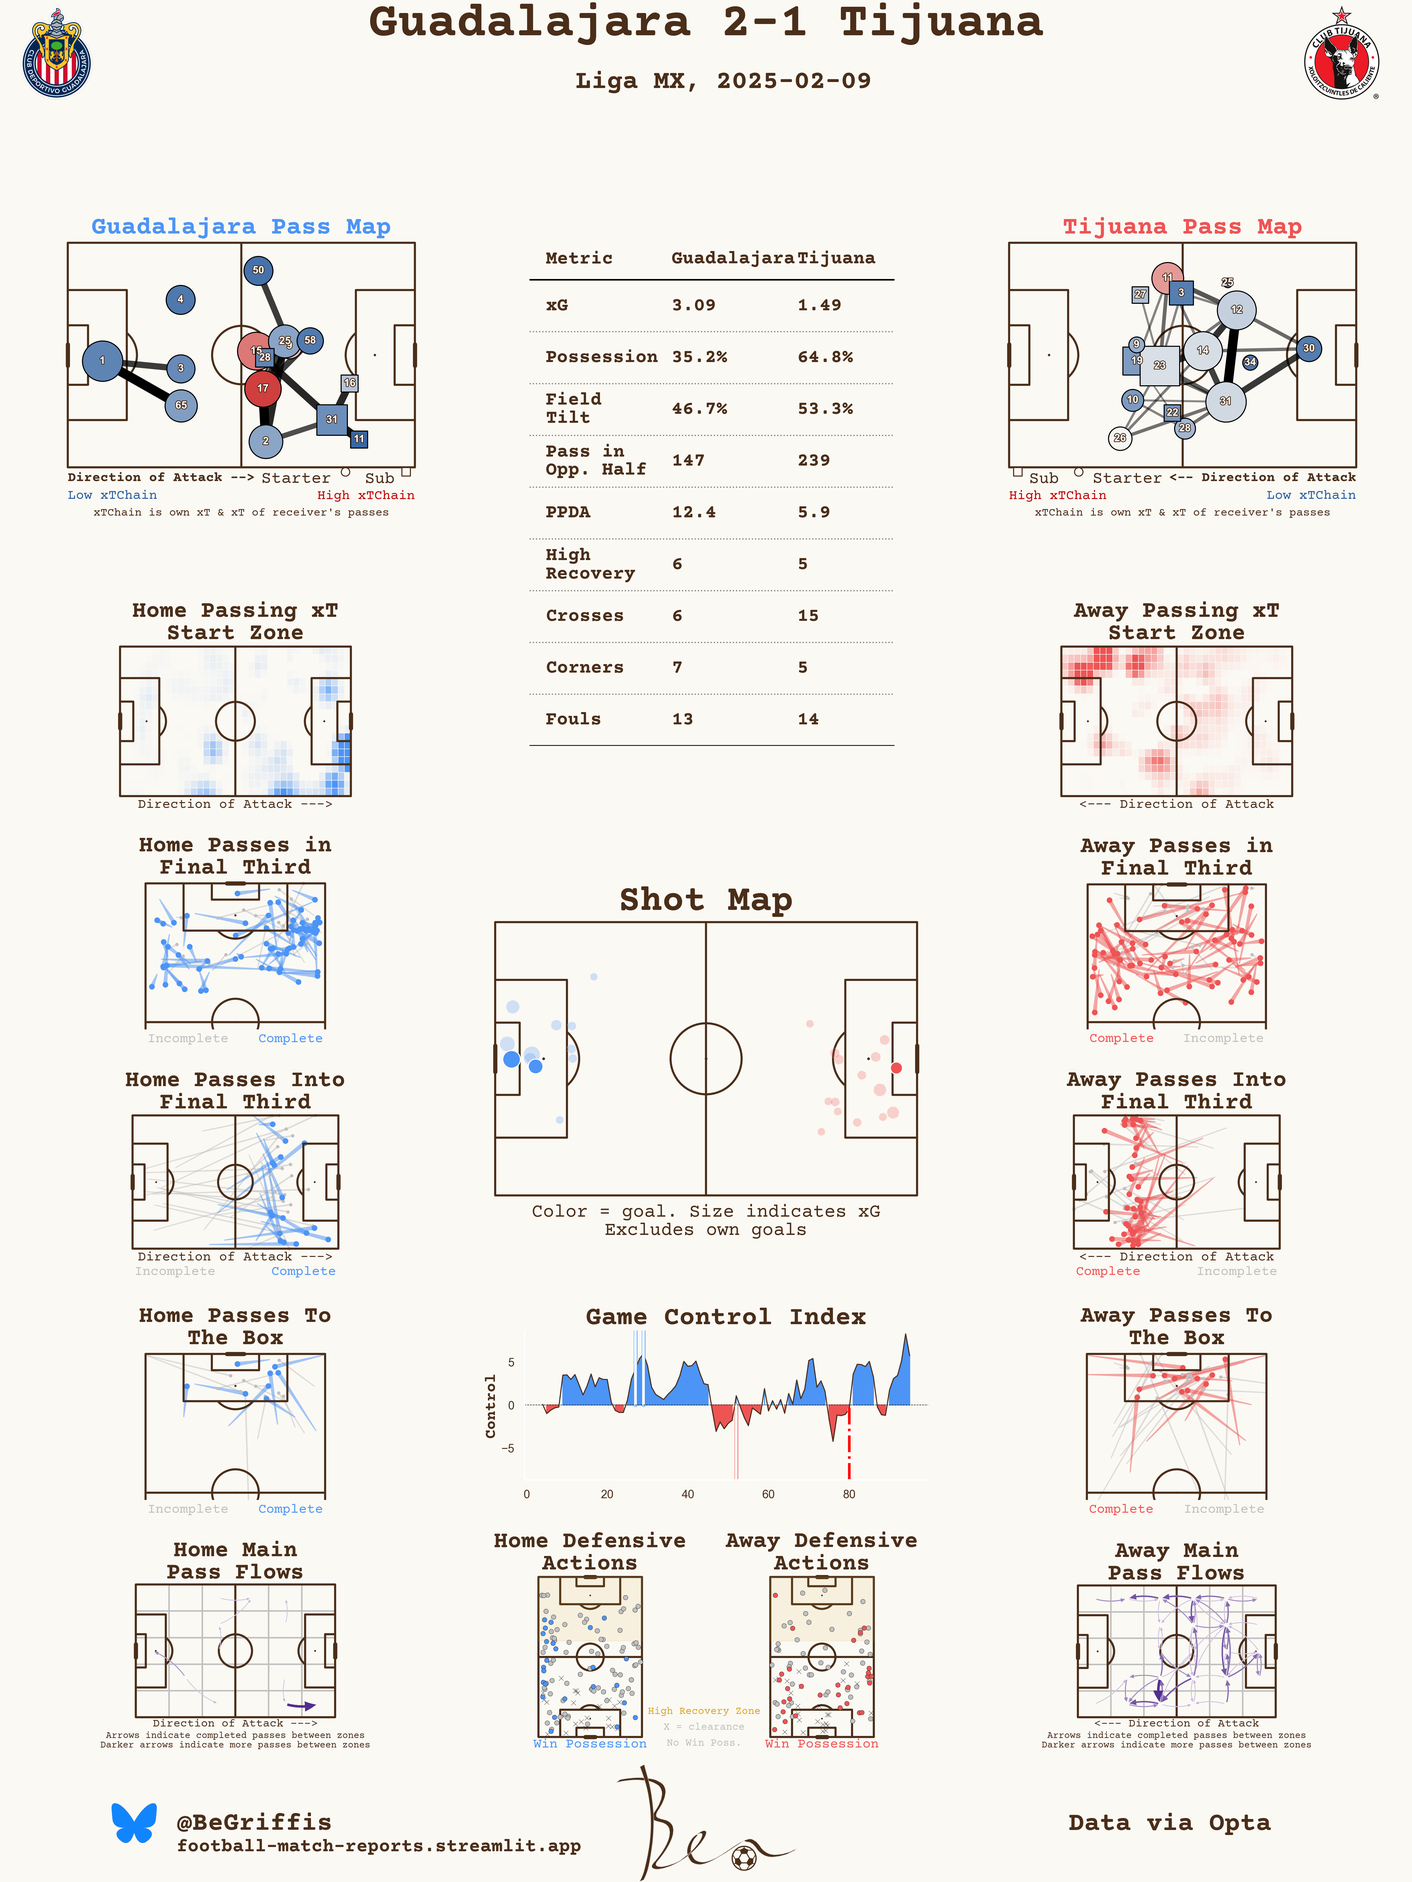 Guadalajara 2-1 Tijuana
Liga MX, 2025-02-09
CLUB DEPORTIVO GUADALAJARA
CLUB TIJUANA
XOLOITZCUINTLES DE CALIENTE
®
Guadalajara Pass Map
50
4
15
25
9
58
28
1
3
17
16
65
31
2
11
Direction of Attack --> Starter Sub
Low xTChain High xTChain
xTChain is own xT & xT of receiver's passes
Metric Guadalajara Tijuana
xG 3.09 1.49
Possession 35.2% 64.8%
Field
Tilt 46.7% 53.3%
Pass in
Opp. Half 147 239
PPDA 12.4 5.9
High
Recovery 6 5
Crosses 6 15
Corners 7 5
Fouls 13 14
Tijuana Pass Map
11
25
27
3
12
9
14
30
19
23
34
10
31
22
28
26
Sub Starter <-- Direction of Attack
High xTChain Low xTChain
xTChain is own xT & xT of receiver's passes
Home Passing xT
Start Zone
Direction of Attack --->
Away Passing xT
Start Zone
<--- Direction of Attack
Home Passes in
Final Third
Incomplete Complete
Away Passes in
Final Third
Complete Incomplete
Shot Map
Color = goal. Size indicates xG
Excludes own goals
Home Passes Into
Final Third
Direction of Attack --->
Incomplete Complete
Away Passes Into
Final Third
<--- Direction of Attack
Complete Incomplete
Home Passes To
The Box
Incomplete Complete
Game Control Index
Control
5
0
−5
0 20 40 60 80
Away Passes To
The Box
Complete Incomplete
Home Main
Pass Flows
Direction of Attack --->
Arrows indicate completed passes between zones
Darker arrows indicate more passes between zones
Home Defensive
Actions
Win Possession
High Recovery Zone
X = clearance
No Win Poss.
Away Defensive
Actions
Win Possession
Away Main
Pass Flows
<--- Direction of Attack
Arrows indicate completed passes between zones
Darker arrows indicate more passes between zones
@BeGriffis
football-match-reports.streamlit.app
Ben
Data via Opta